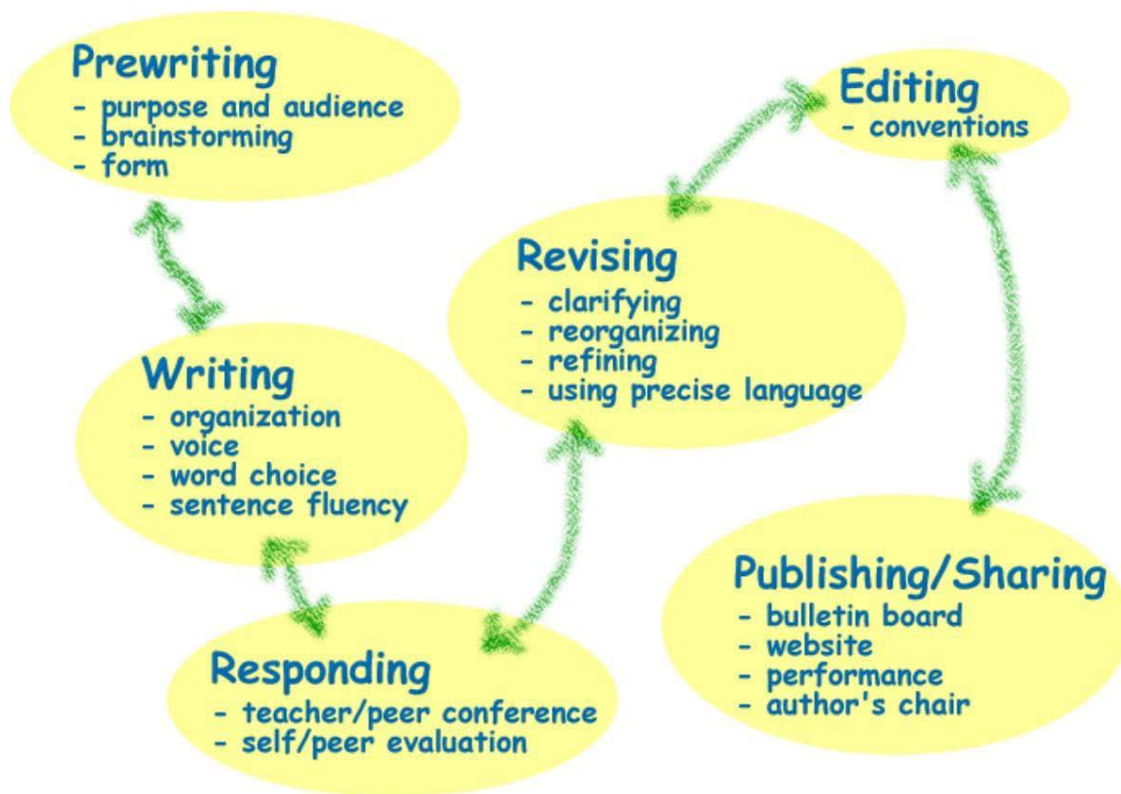 Prewriting
- purpose and audience
- brainstorming
- form
Writing
- organization
- voice
- word choice
- sentence fluency
Responding
- teacher/peer conference
- self/peer evaluation
Revising
- clarifying
- reorganizing
- refining
- using precise language
Editing
- conventions
Publishing/Sharing
- bulletin board
- website
- performance
- author's chair